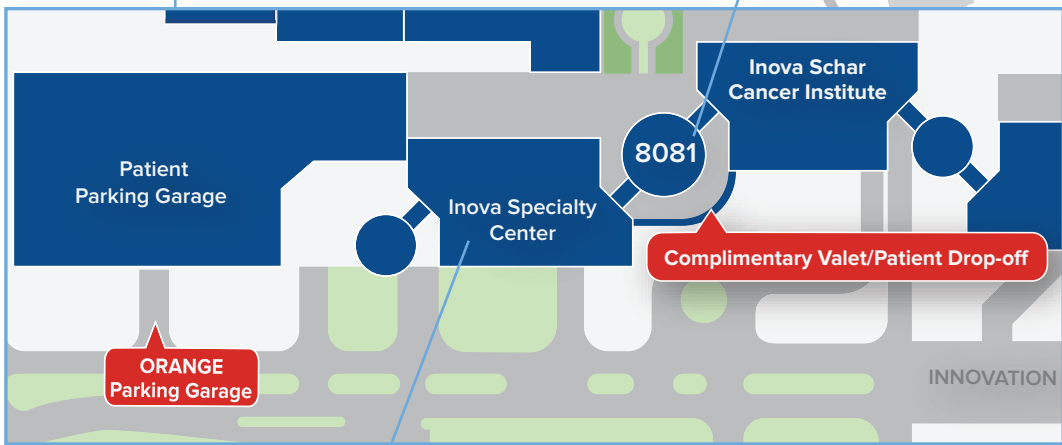 Inova Schar
Cancer Institute
8081
Patient
Parking Garage
Inova Specialty
Center
Complimentary Valet/Patient Drop-off
ORANGE
Parking Garage
INNOVATION